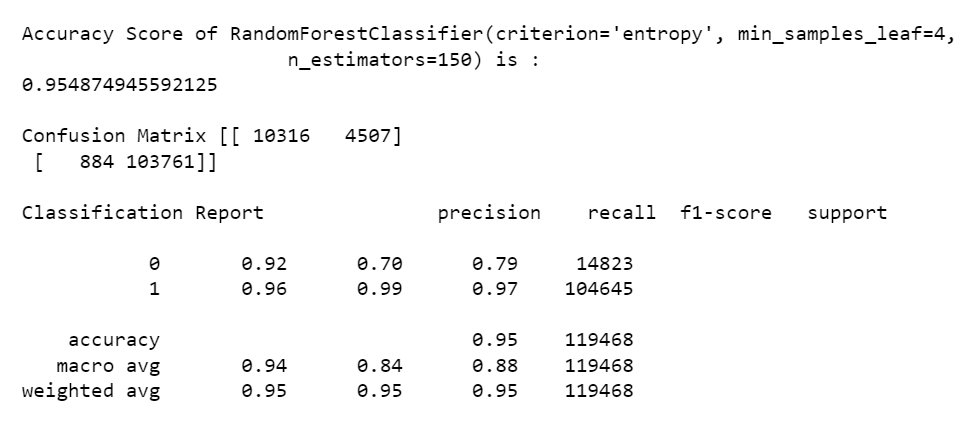 Accuracy Score of RandomForestClassifier(criterion='entropy', min_samples_leaf=4,
                       n_estimators=150) is :
0.954874945592125

Confusion Matrix [[ 10316   4507]
 [   884 103761]]

Classification Report               precision    recall  f1-score   support

           0       0.92      0.70      0.79     14823
           1       0.96      0.99      0.97    104645

    accuracy                           0.95    119468
   macro avg       0.94      0.84      0.88    119468
weighted avg       0.95      0.95      0.95    119468